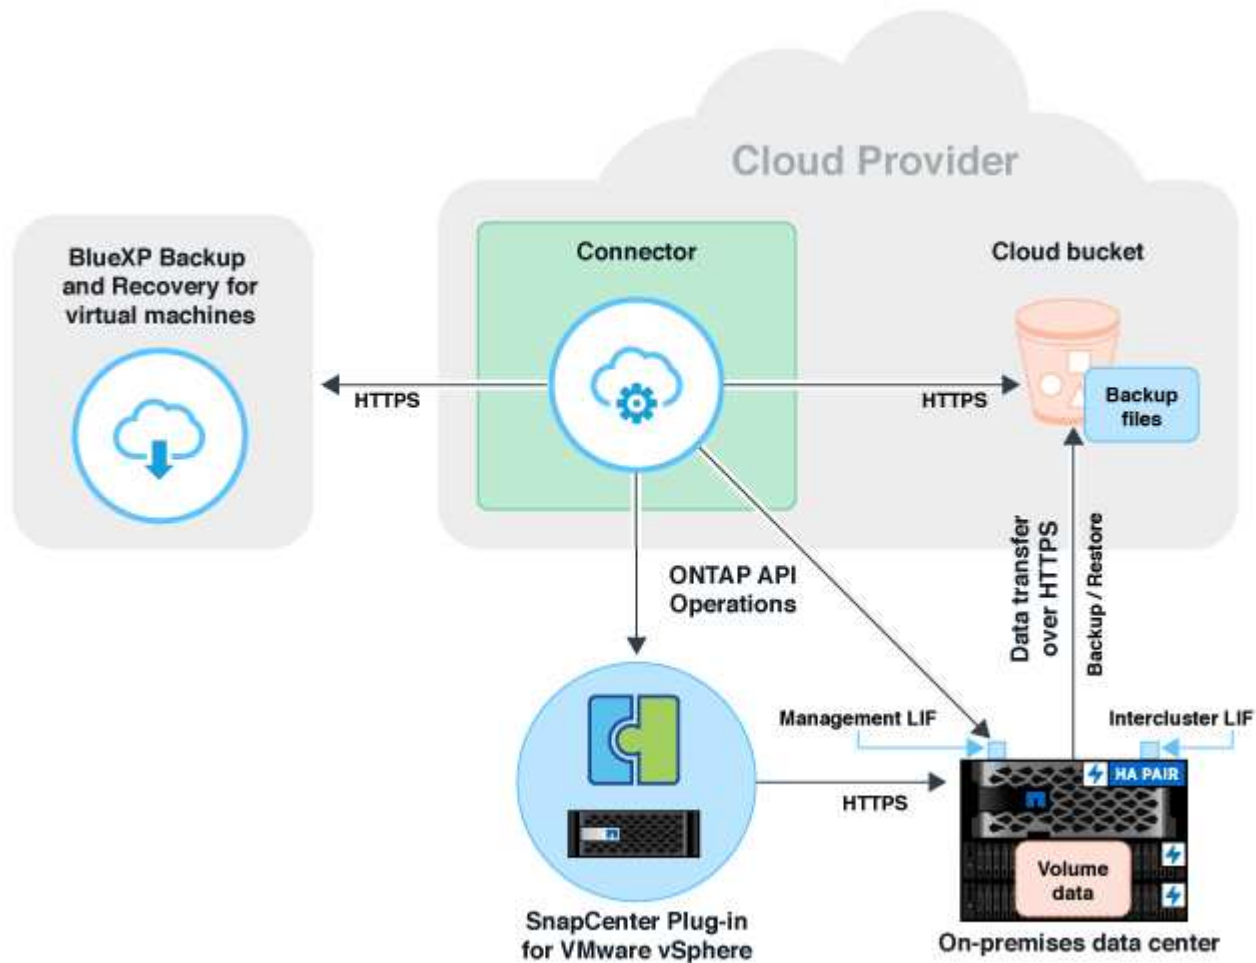 Cloud Provider
BlueXP Backup
and Recovery for
virtual machines
Connector
Cloud bucket
HTTPS
HTTPS
Backup
files
ONTAP API
Operations
Data transfer
over HTTPS
Backup / Restore
Management LIF
Intercluster LIF
HA PAIR
HTTPS
Volume
data
SnapCenter Plug-in
for VMware vSphere
On-premises data center